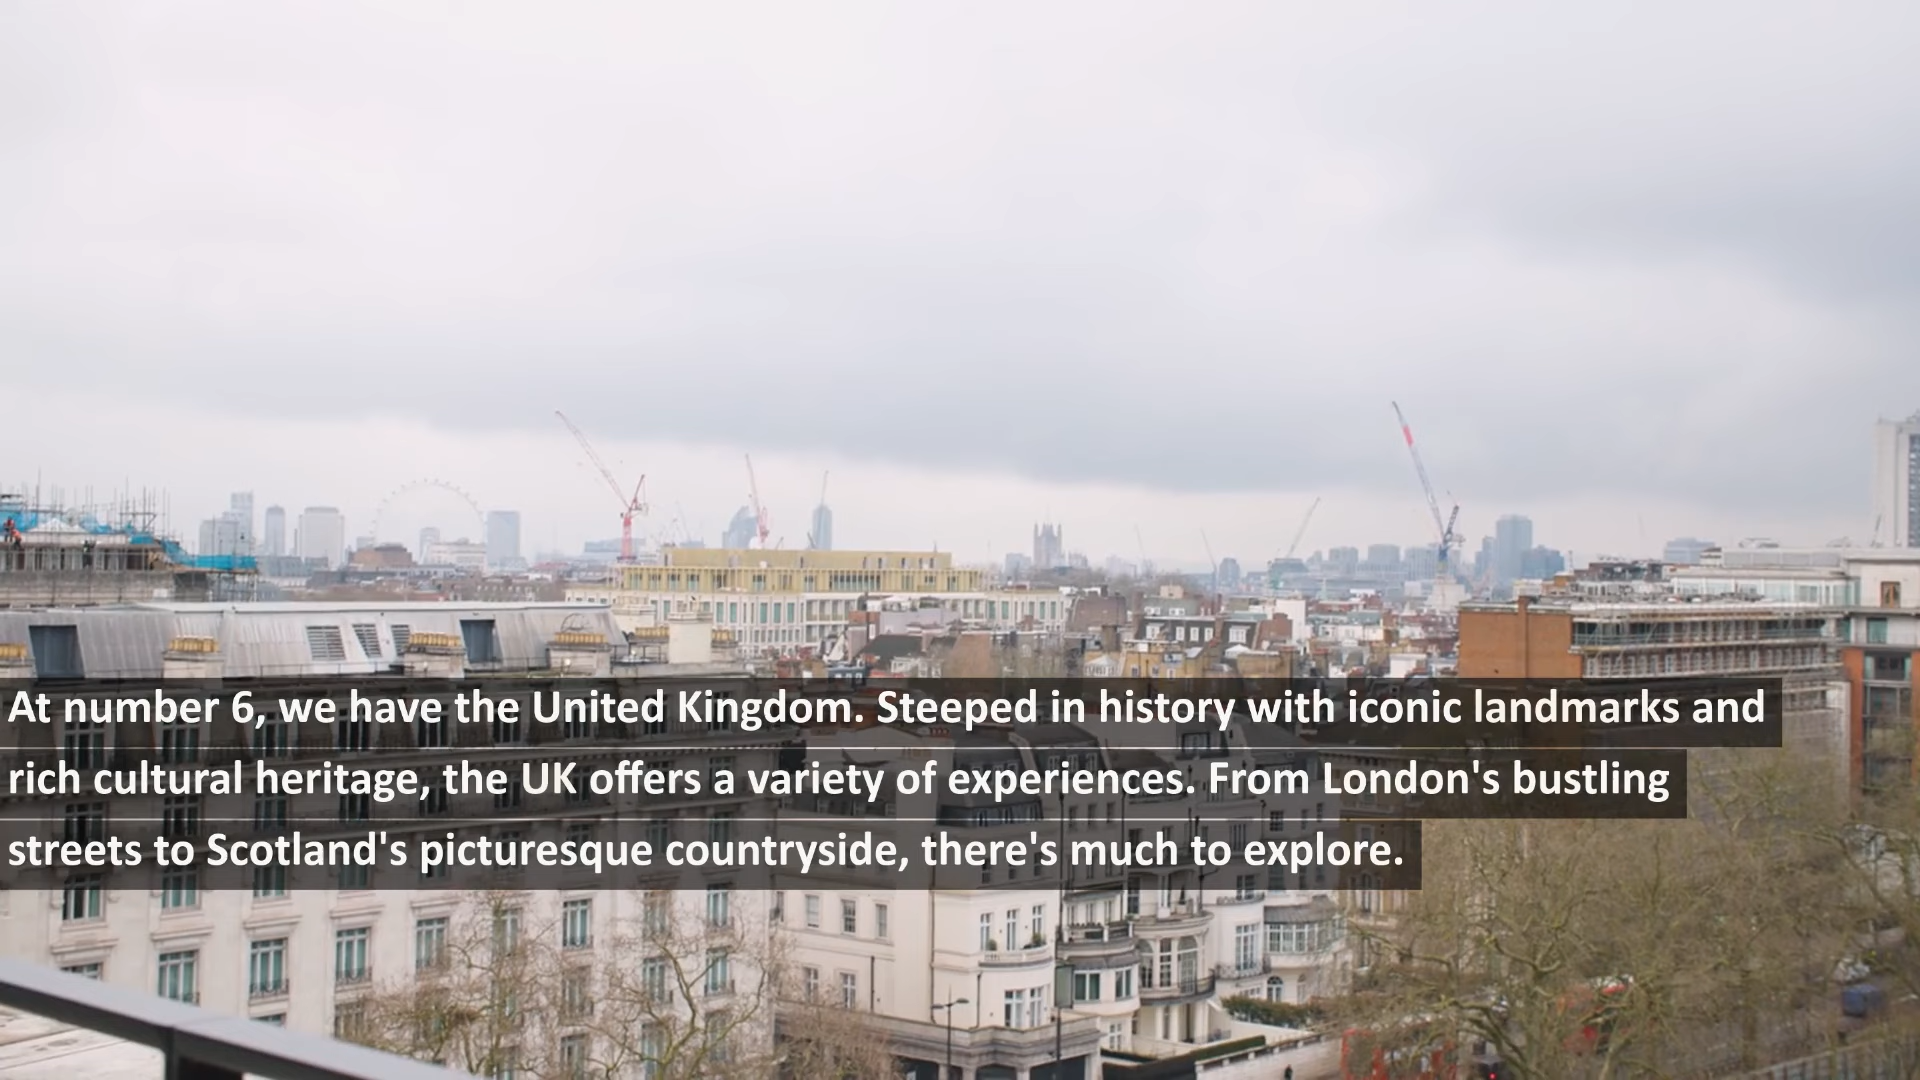 At number 6, we have the United Kingdom. Steeped in history with iconic landmarks and
rich cultural heritage, the UK offers a variety of experiences. From London's bustling
streets to Scotland's picturesque countryside, there's much to explore.